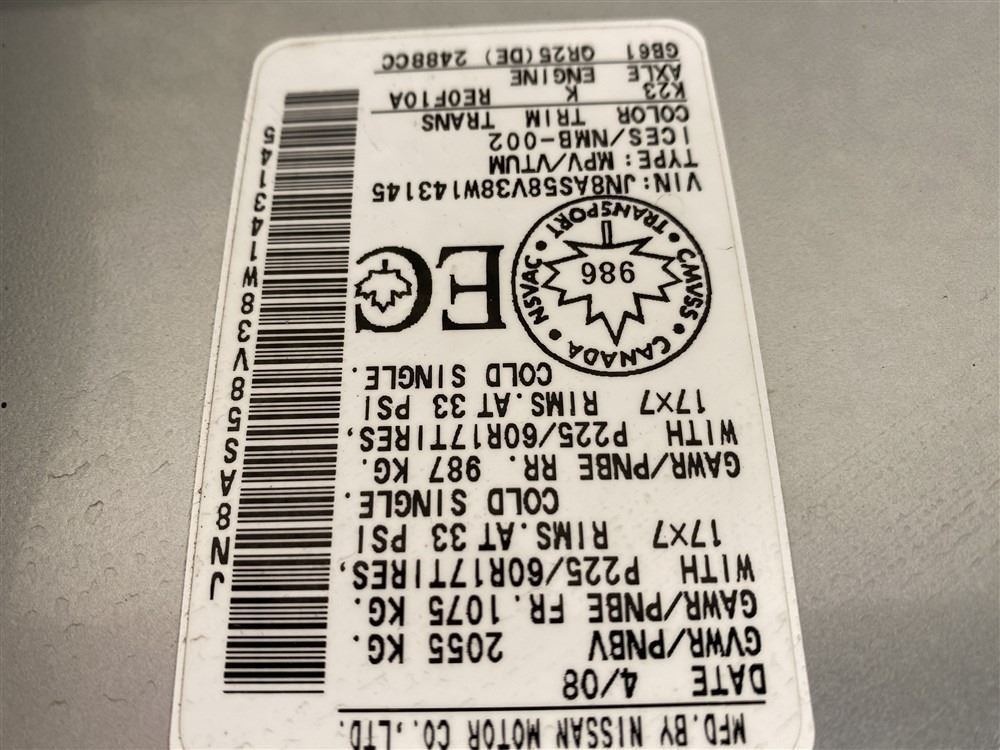 MFD.BY NISSAN MOTOR CO.,LTD.
DATE 4/08
GVWR/PNBV 2055 KG.
GAWR/PNBE FR. 1075 KG.
WITH P225/60R17TIRES,
17X7 RIMS.AT 33 PSI
COLD SINGLE.
GAWR/PNBE RR. 987 KG.
WITH P225/60R17TIRES,
17X7 RIMS.AT 33 PSI
COLD SINGLE.
CANADA • NSVAC • TRANSPORT • CMVSS •
986
EC
VIN:JN8AS58V38W143145
TYPE:MPV/VTUM
ICES/NMB-002
COLOR TRIM TRANS
K23 K RE0F10A
AXLE ENGINE
GB61 QR25(DE) 2488CC
JN8AS58V38W143145